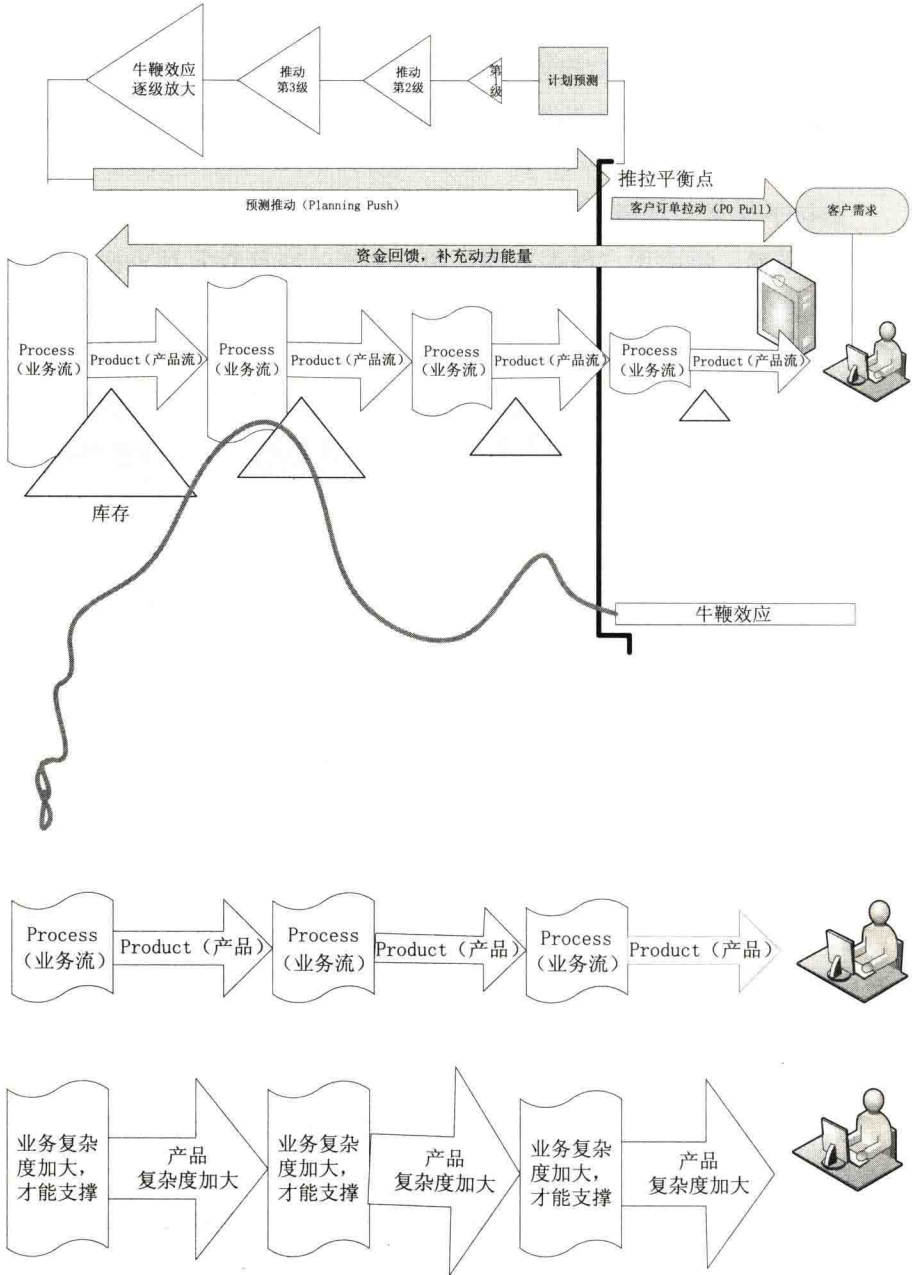 牛鞭效应
逐级放大
推动
第3级
推动
第2级
第
1
级
计划预测
推拉平衡点
预测推动（Planning Push）
客户订单拉动（PO Pull）
客户需求
资金回馈，补充动力能量
Process
（业务流）
Product（产品流）
Process
（业务流）
Product（产品流）
Process
（业务流）
Product（产品流）
Process
（业务流）
Product（产品流）
库存
牛鞭效应
Process
（业务流）
Product（产品）
Process
（业务流）
Product（产品）
Process
（业务流）
Product（产品）
业务复杂
度加大，
才能支撑
产品
复杂度加大
业务复杂
度加大，
才能支撑
产品
复杂度加大
业务复杂
度加大，
才能支撑
产品
复杂度加大